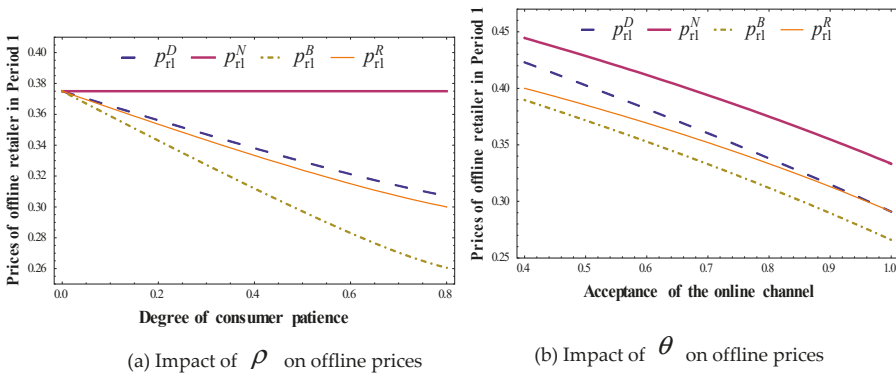 Prices of offline retailer in Period 1
p_{r1}^{D} p_{r1}^{N} p_{r1}^{B} p_{r1}^{R}
0.40
0.38
0.36
0.34
0.32
0.30
0.28
0.26
0.0 0.2 0.4 0.6 0.8
Degree of consumer patience
(a) Impact of ρ on offline prices
Prices of offline retailer in Period 1
p_{r1}^{D} p_{r1}^{N} p_{r1}^{B} p_{r1}^{R}
0.45
0.40
0.35
0.30
0.25
0.4 0.5 0.6 0.7 0.8 0.9 1.0
Acceptance of the online channel
(b) Impact of θ on offline prices